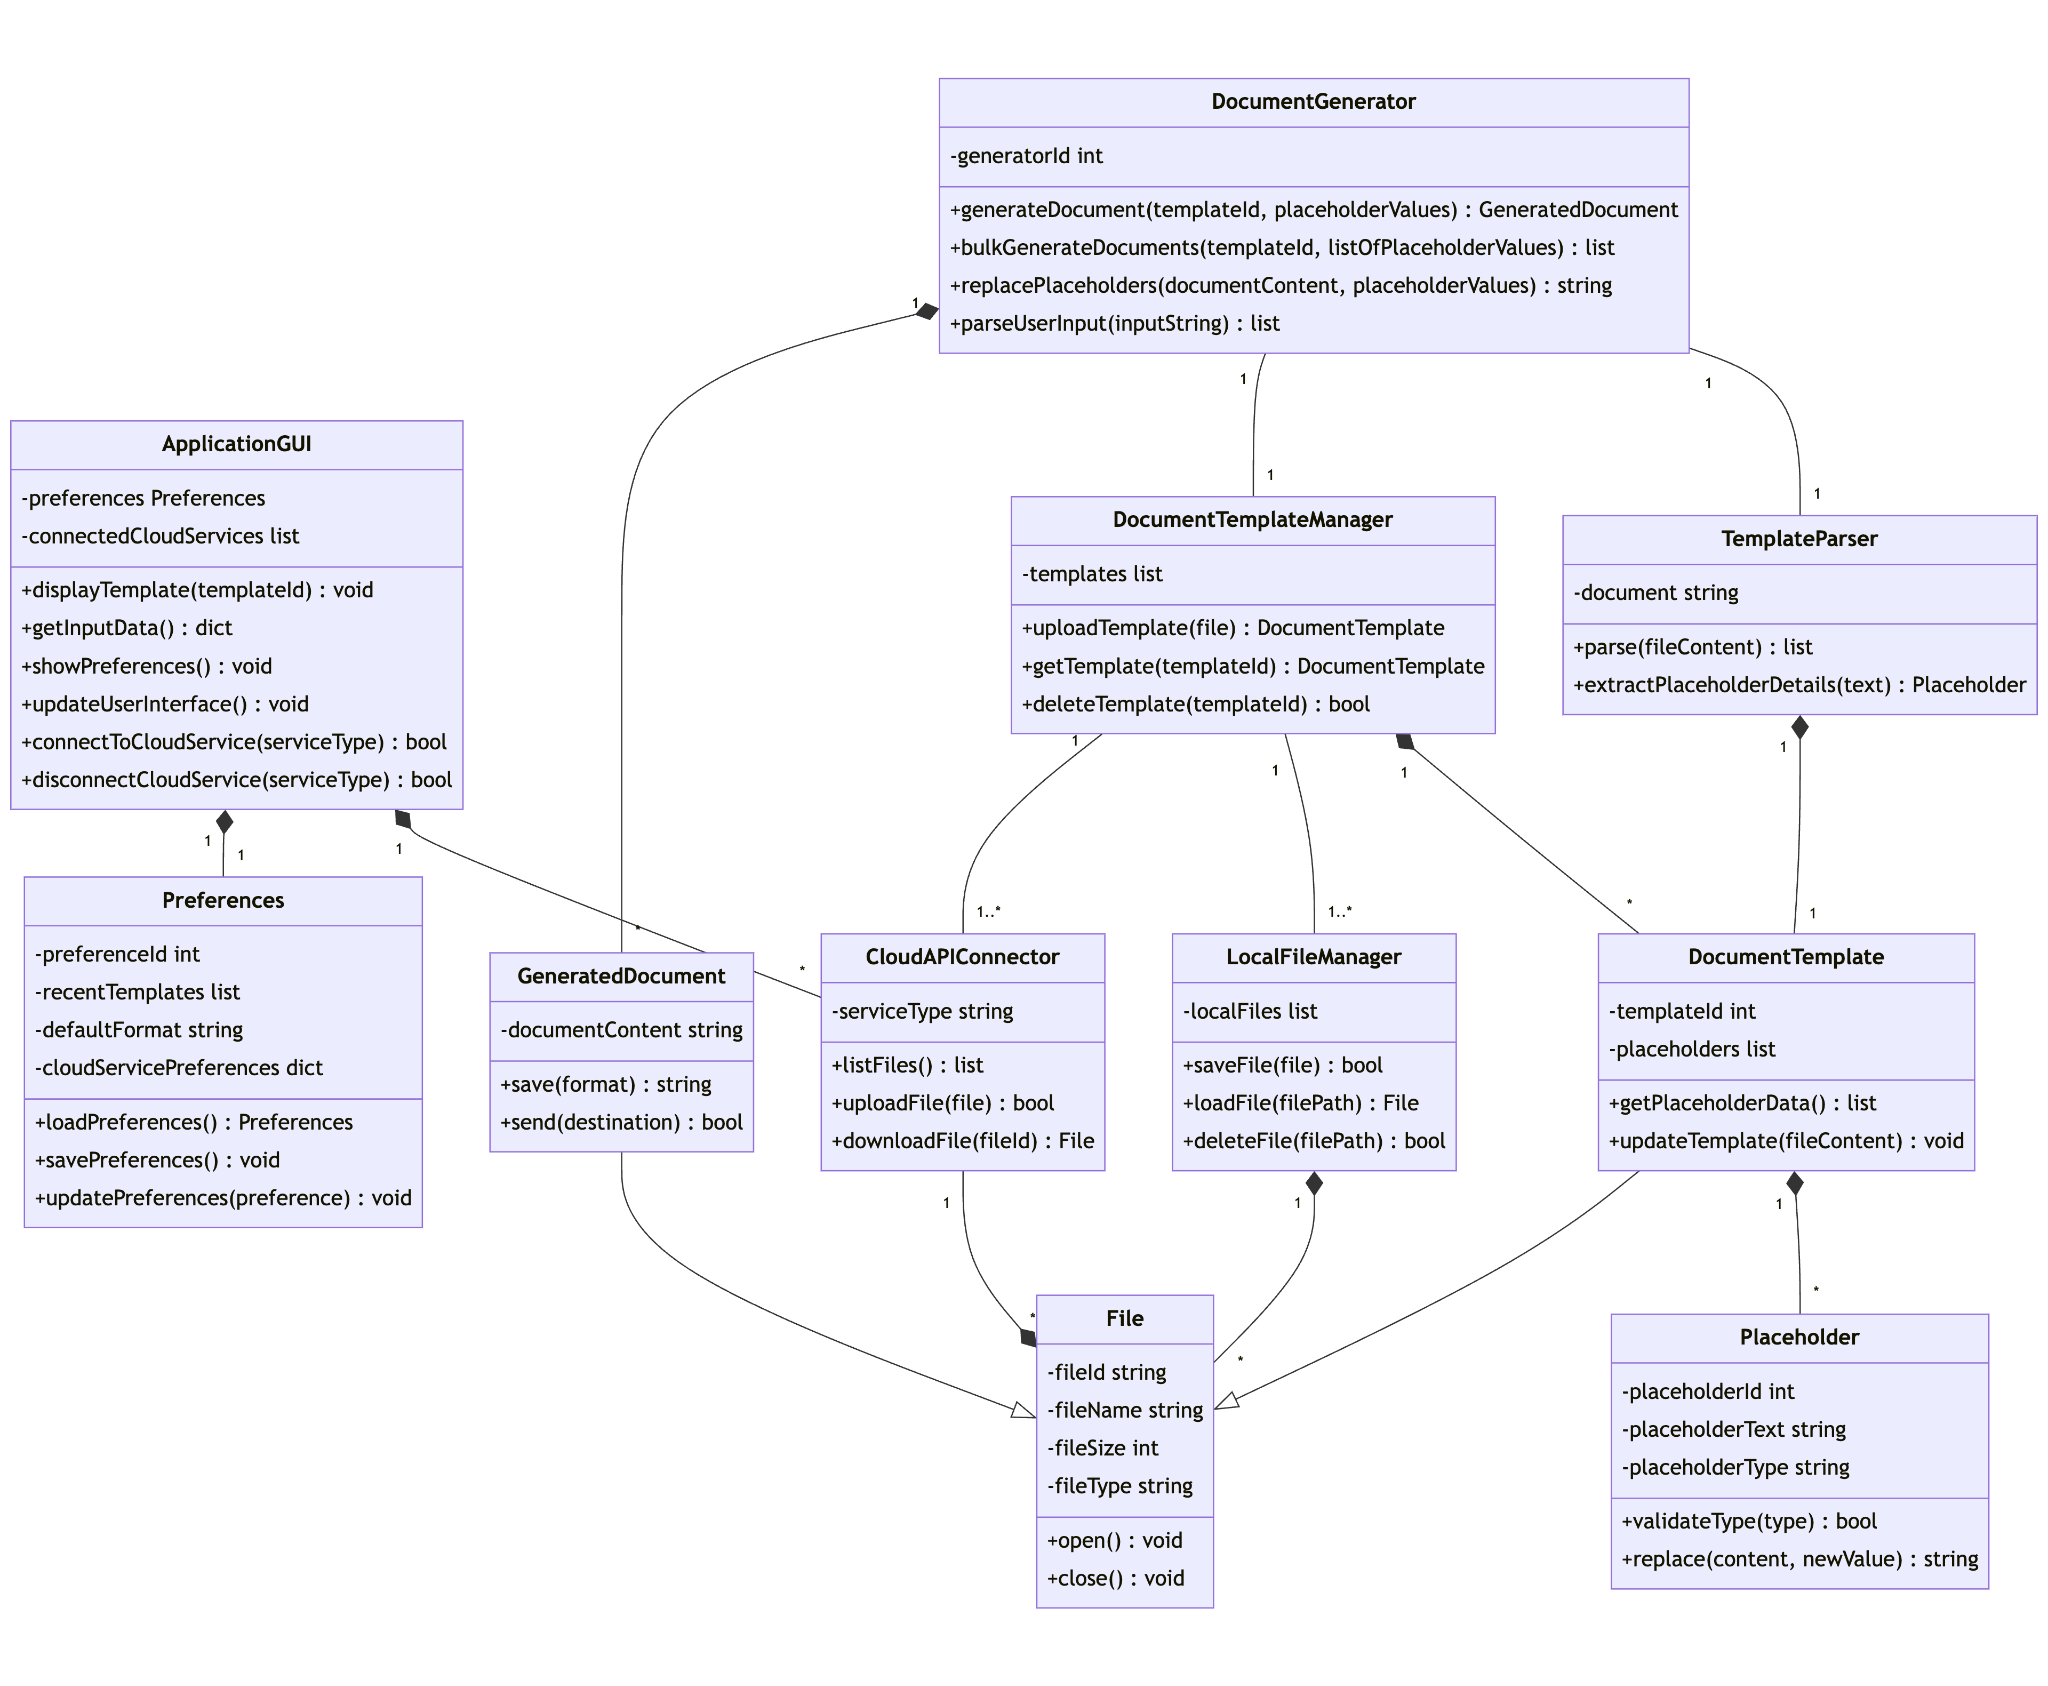 DocumentGenerator
-generatorId int
+generateDocument(templateId, placeholderValues) : GeneratedDocument
+bulkGenerateDocuments(templateId, listOfPlaceholderValues) : list
+replacePlaceholders(documentContent, placeholderValues) : string
+parseUserInput(inputString) : list
1
1
1
ApplicationGUI
-preferences Preferences
-connectedCloudServices list
+displayTemplate(templateId) : void
+getInputData() : dict
+showPreferences() : void
+updateUserInterface() : void
+connectToCloudService(serviceType) : bool
+disconnectCloudService(serviceType) : bool
1
1
DocumentTemplateManager
-templates list
+uploadTemplate(file) : DocumentTemplate
+getTemplate(templateId) : DocumentTemplate
+deleteTemplate(templateId) : bool
TemplateParser
-document string
+parse(fileContent) : list
+extractPlaceholderDetails(text) : Placeholder
1
1
1
1
1
1
1
Preferences
-preferenceId int
-recentTemplates list
-defaultFormat string
-cloudServicePreferences dict
+loadPreferences() : Preferences
+savePreferences() : void
+updatePreferences(preference) : void
*
*
1..*
1..*
*
1
GeneratedDocument
-documentContent string
+save(format) : string
+send(destination) : bool
CloudAPIConnector
-serviceType string
+listFiles() : list
+uploadFile(file) : bool
+downloadFile(fileId) : File
LocalFileManager
-localFiles list
+saveFile(file) : bool
+loadFile(filePath) : File
+deleteFile(filePath) : bool
DocumentTemplate
-templateId int
-placeholders list
+getPlaceholderData() : list
+updateTemplate(fileContent) : void
1
1
1
*
*
*
File
-fileId string
-fileName string
-fileSize int
-fileType string
+open() : void
+close() : void
Placeholder
-placeholderId int
-placeholderText string
-placeholderType string
+validateType(type) : bool
+replace(content, newValue) : string